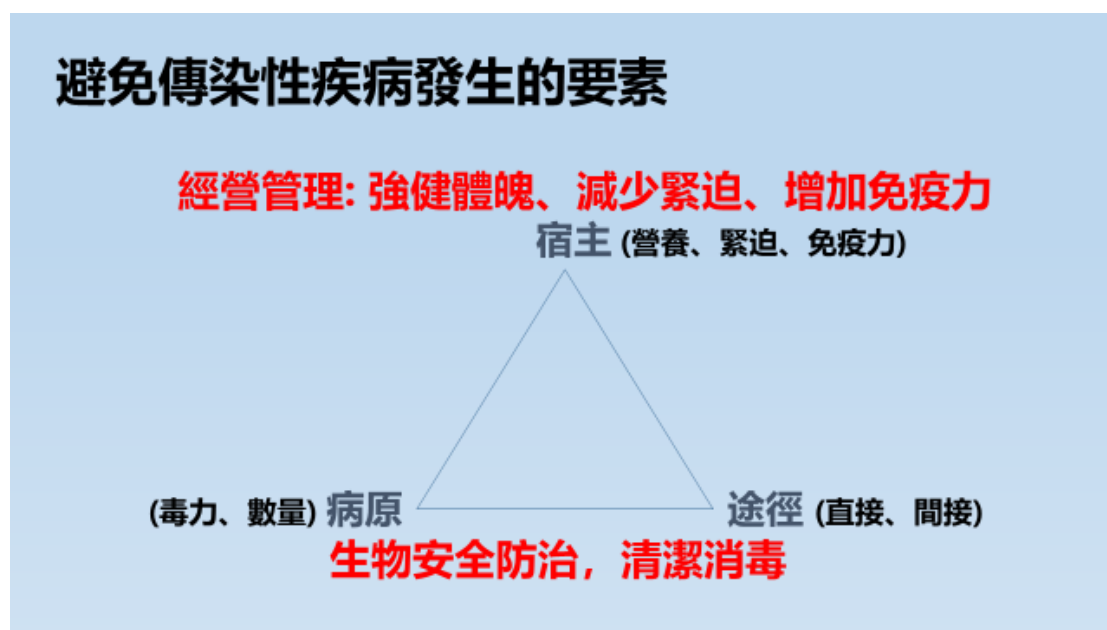 避免傳染性疾病發生的要素
經營管理: 強健體魄、減少緊迫、增加免疫力
宿主 (營養、緊迫、免疫力)
(毒力、數量) 病原
途徑 (直接、間接)
生物安全防治，清潔消毒